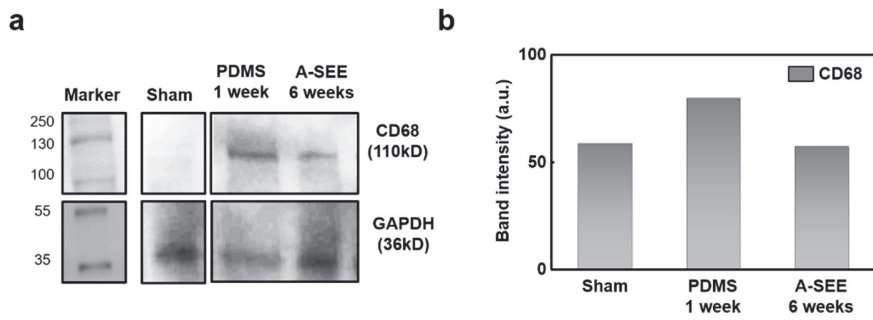 a
PDMS
1 week
A-SEE
6 weeks
Marker
Sham
250
130
100
CD68
(110kD)
55
35
GAPDH
(36kD)
b
100
50
0
Band intensity (a.u.)
CD68
Sham
PDMS
1 week
A-SEE
6 weeks